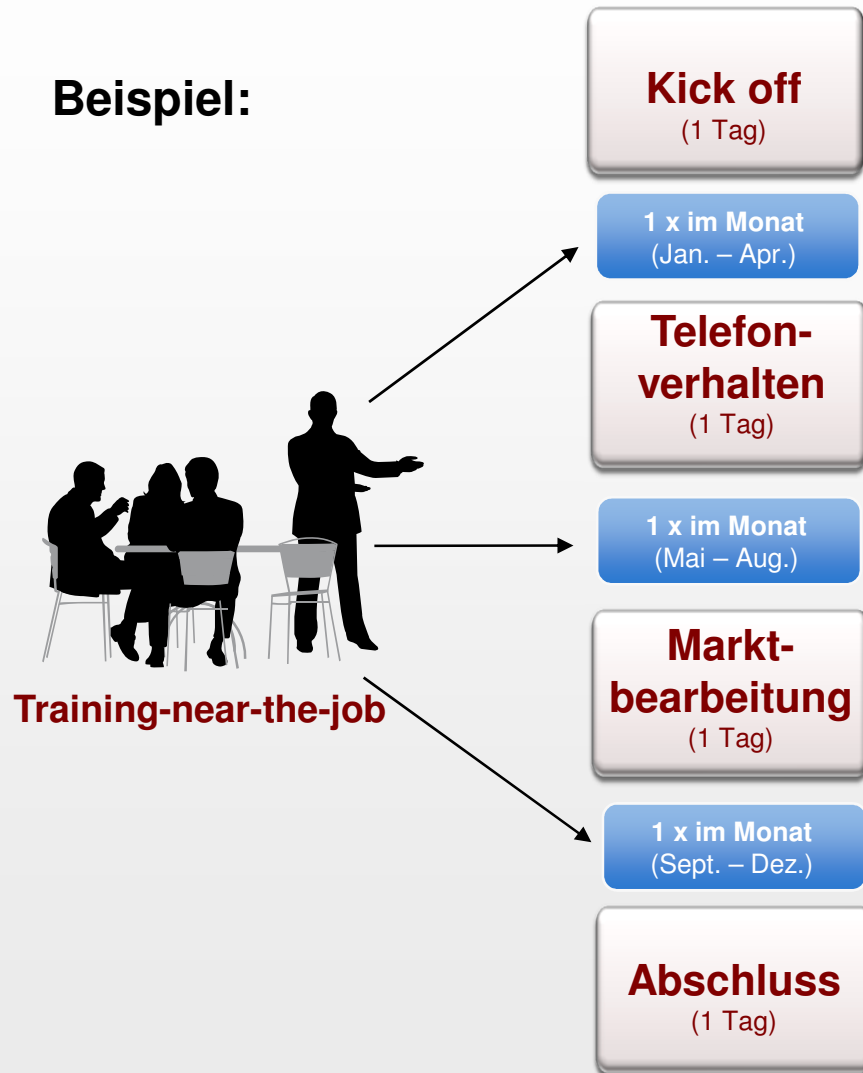 Beispiel:
Kick off
(1 Tag)
1 x im Monat
(Jan. – Apr.)
Telefon-
verhalten
(1 Tag)
1 x im Monat
(Mai – Aug.)
Training-near-the-job
Markt-
bearbeitung
(1 Tag)
1 x im Monat
(Sept. – Dez.)
Abschluss
(1 Tag)